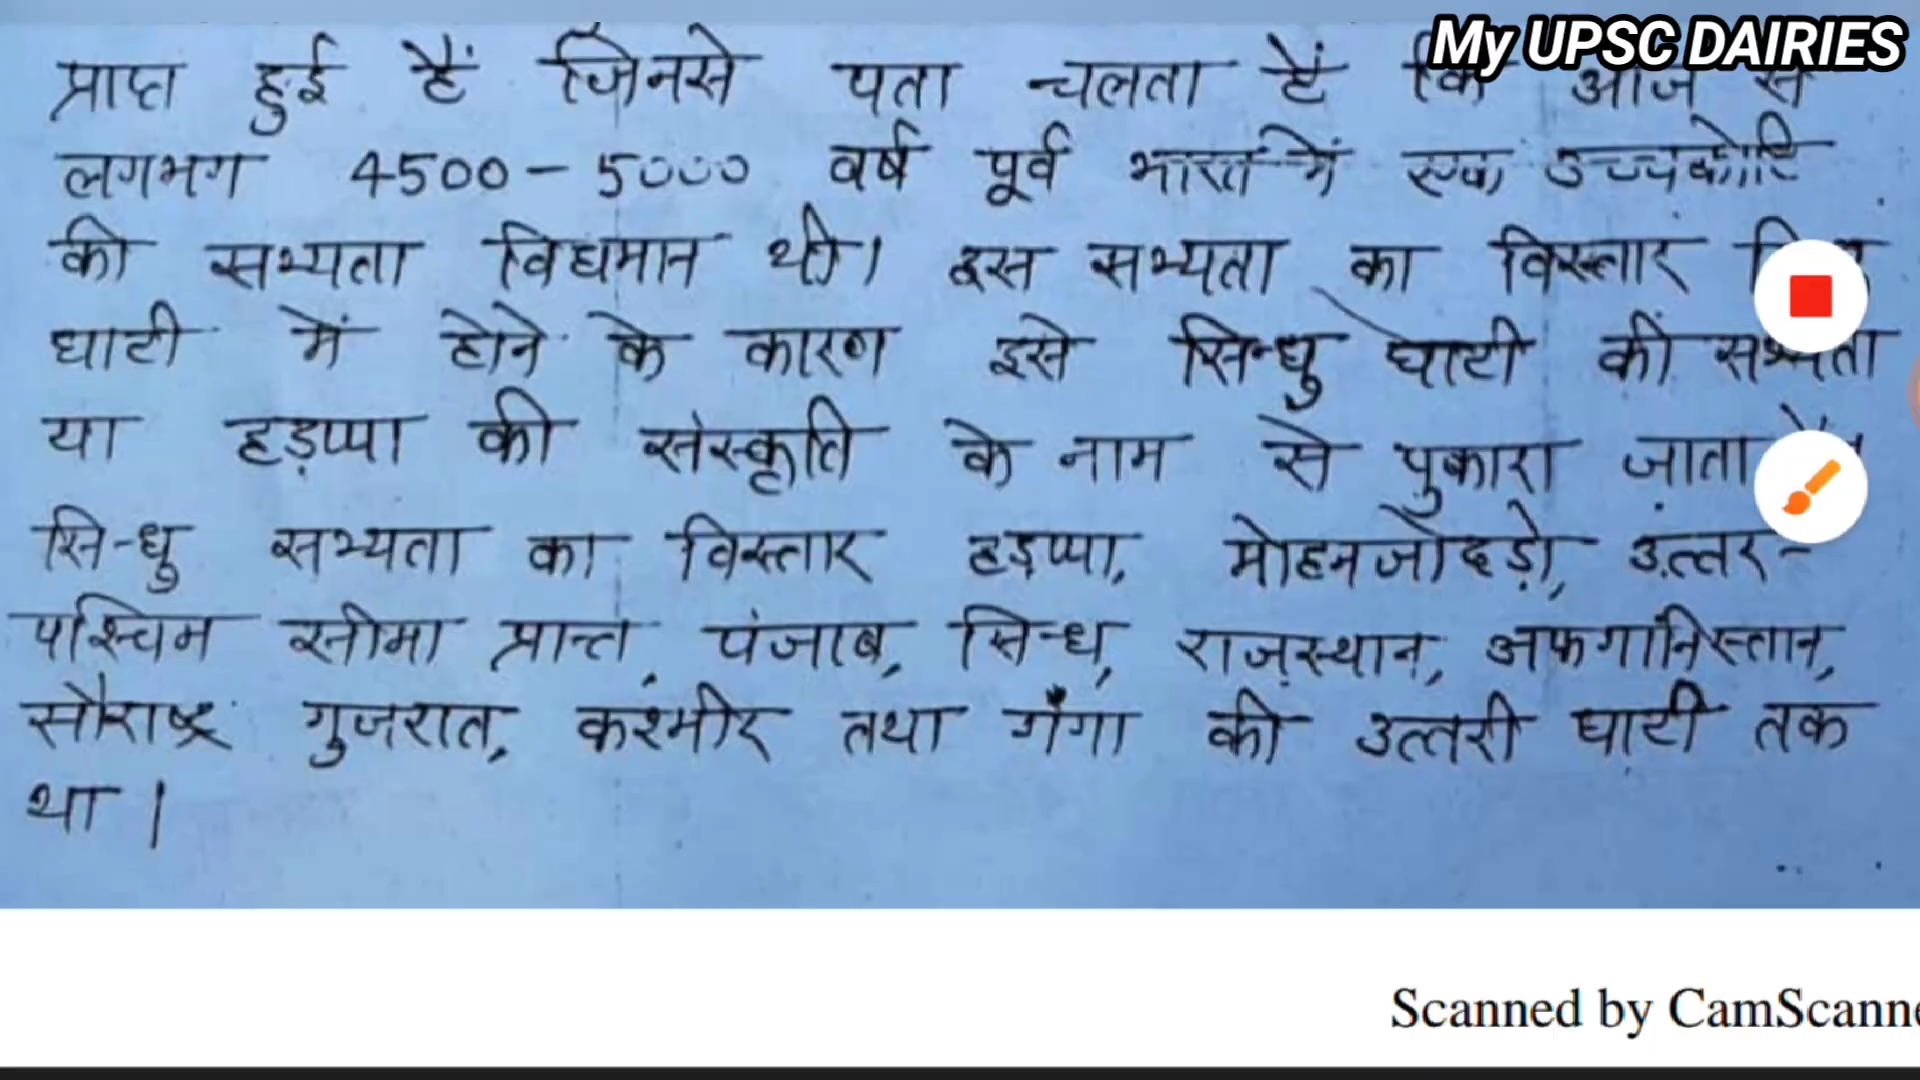 My UPSC DAIRIES
प्राप्त हुई हैं जिनसे पता चलता है कि आज से
लगभग 4500-5000 वर्ष पूर्व भारत में एक उच्चकोटि
की सभ्यता विद्यमान थी। इस सभ्यता का विस्तार
घाटी में होने के कारण इसे सिन्धु घाटी की सभ्यता
या हड़प्पा की संस्कृति के नाम से पुकारा जाता
सिन्धु सभ्यता का विस्तार हड़प्पा, मोहनजोदड़ो, उत्तर-
पश्चिम सीमा प्रान्त, पंजाब, सिन्ध, राजस्थान, अफगानिस्तान,
सौराष्ट्र गुजरात, कश्मीर तथा गंगा की उत्तरी घाटी तक
था।
Scanned by CamScanne